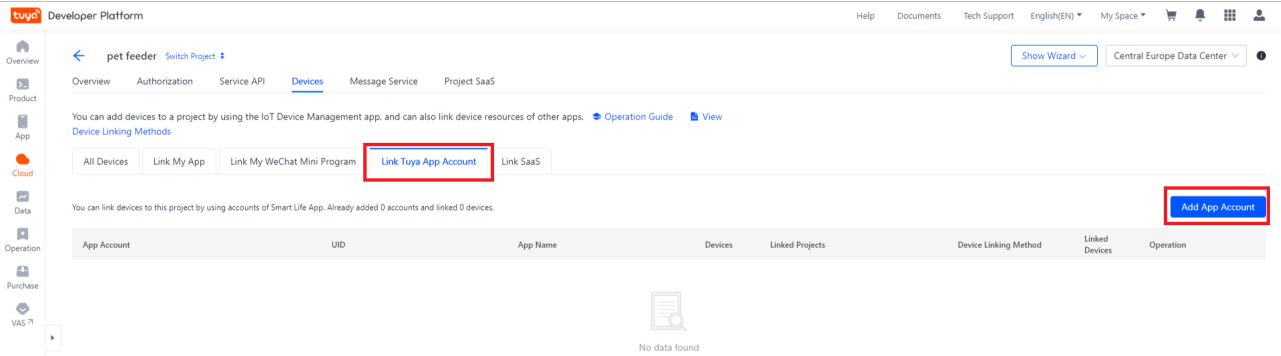 tuya Developer Platform Help Documents Tech Support English(EN) My Space
Overview
Product
App
Cloud
Data
Operation
Purchase
VAS
pet feeder Switch Project Show Wizard Central Europe Data Center
Overview Authorization Service API Devices Message Service Project SaaS
You can add devices to a project by using the IoT Device Management app, and can also link device resources of other apps. Operation Guide View
Device Linking Methods
All Devices Link My App Link My WeChat Mini Program Link Tuya App Account Link SaaS
You can link devices to this project by using accounts of Smart Life App. Already added 0 accounts and linked 0 devices. Add App Account
App Account UID App Name Devices Linked Projects Device Linking Method Linked Devices Operation
No data found